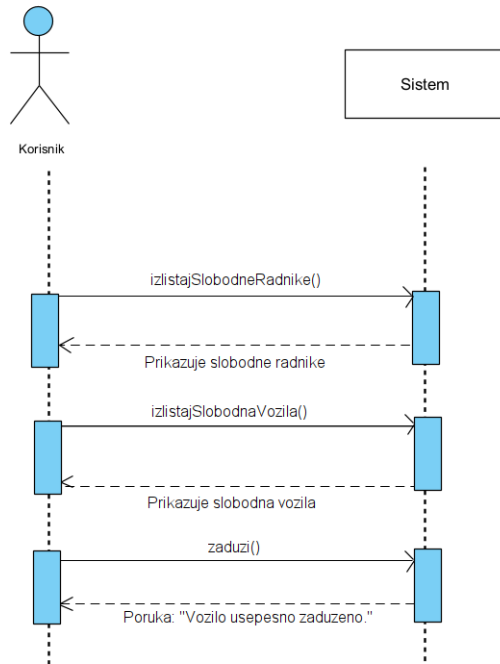 Sistem
Korisnik
izlistajSlobodneRadnike()
Prikazuje slobodne radnike
izlistajSlobodnaVozila()
Prikazuje slobodna vozila
zaduzi()
Poruka: "Vozilo usepesno zaduzeno."